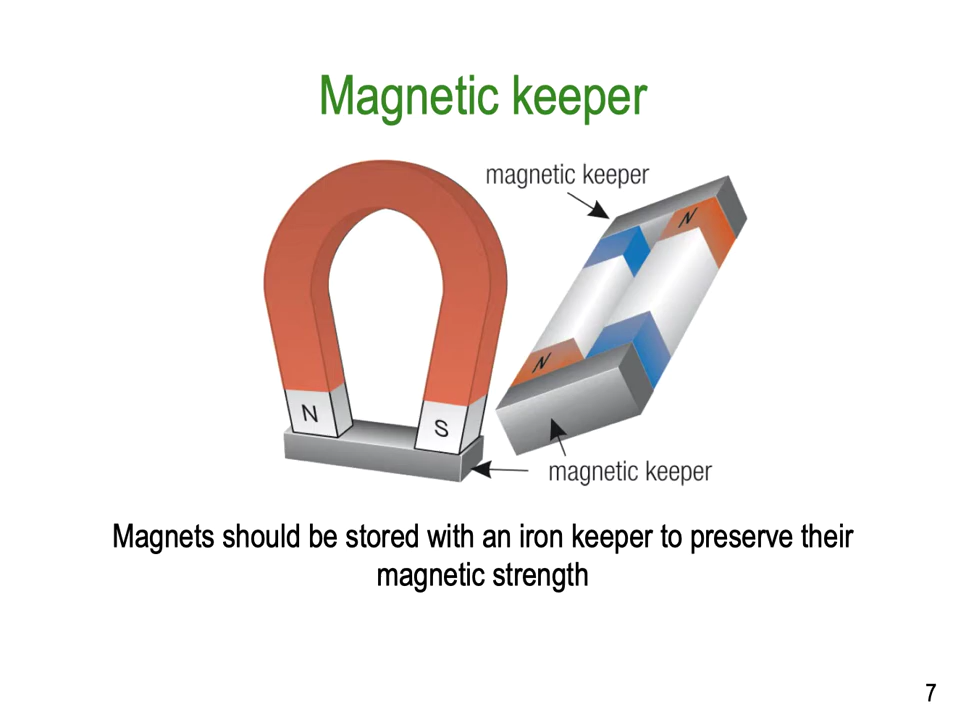 Magnetic keeper
magnetic keeper
N
N
N
S
magnetic keeper
Magnets should be stored with an iron keeper to preserve their
magnetic strength
7